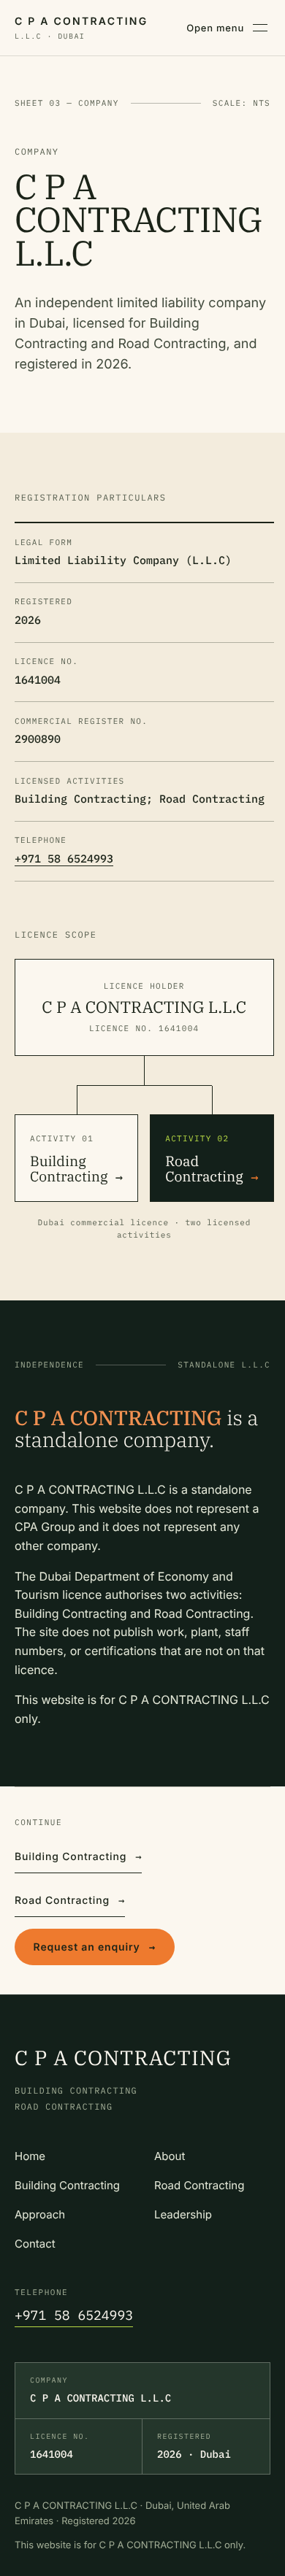 C P A CONTRACTING
L.L.C · DUBAI
Open menu
SHEET 03 — COMPANY
SCALE: NTS
COMPANY
C P A
CONTRACTING
L.L.C
An independent limited liability company
in Dubai, licensed for Building
Contracting and Road Contracting, and
registered in 2026.
REGISTRATION PARTICULARS
LEGAL FORM
Limited Liability Company (L.L.C)
REGISTERED
2026
LICENCE NO.
1641004
COMMERCIAL REGISTER NO.
2900890
LICENSED ACTIVITIES
Building Contracting; Road Contracting
TELEPHONE
+971 58 6524993
LICENCE SCOPE
LICENCE HOLDER
C P A CONTRACTING L.L.C
LICENCE NO. 1641004
ACTIVITY 01
Building
Contracting →
ACTIVITY 02
Road
Contracting →
Dubai commercial licence · two licensed
activities
INDEPENDENCE
STANDALONE L.L.C
C P A CONTRACTING is a
standalone company.
C P A CONTRACTING L.L.C is a standalone
company. This website does not represent a
CPA Group and it does not represent any
other company.
The Dubai Department of Economy and
Tourism licence authorises two activities:
Building Contracting and Road Contracting.
The site does not publish work, plant, staff
numbers, or certifications that are not on that
licence.
This website is for C P A CONTRACTING L.L.C
only.
CONTINUE
Building Contracting →
Road Contracting →
Request an enquiry →
C P A CONTRACTING
BUILDING CONTRACTING
ROAD CONTRACTING
Home
About
Building Contracting
Road Contracting
Approach
Leadership
Contact
TELEPHONE
+971 58 6524993
COMPANY
C P A CONTRACTING L.L.C
LICENCE NO.
1641004
REGISTERED
2026 · Dubai
C P A CONTRACTING L.L.C · Dubai, United Arab
Emirates · Registered 2026
This website is for C P A CONTRACTING L.L.C only.